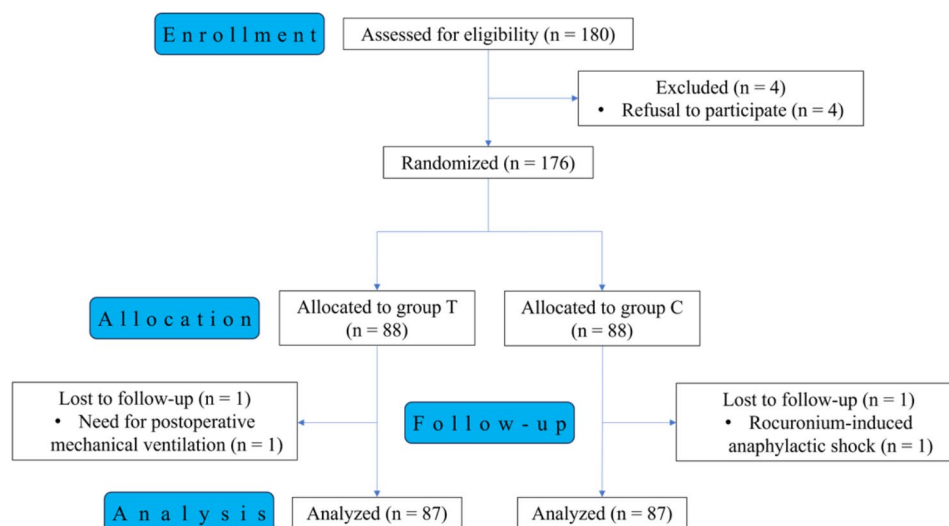 Enrollment
Assessed for eligibility (n = 180)
Excluded (n = 4)
• Refusal to participate (n = 4)
Randomized (n = 176)
Allocation
Allocated to group T
(n = 88)
Allocated to group C
(n = 88)
Lost to follow-up (n = 1)
• Need for postoperative
mechanical ventilation (n = 1)
Follow-up
Lost to follow-up (n = 1)
• Rocuronium-induced
anaphylactic shock (n = 1)
Analysis
Analyzed (n = 87)
Analyzed (n = 87)